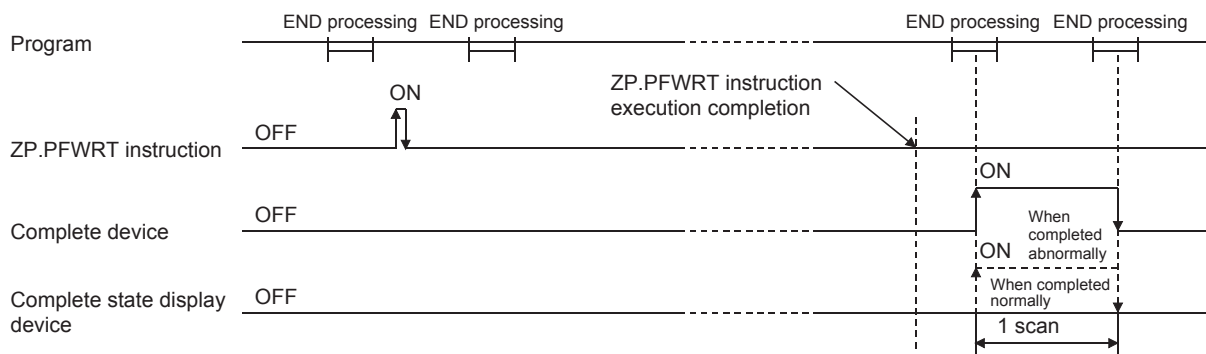 END processing END processing END processing END processing
Program
ZP.PFWRT instruction
execution completion
ON
OFF
ZP.PFWRT instruction
ON
OFF
Complete device
When
completed
abnormally
ON
OFF
When completed
normally
Complete state display
device
1 scan